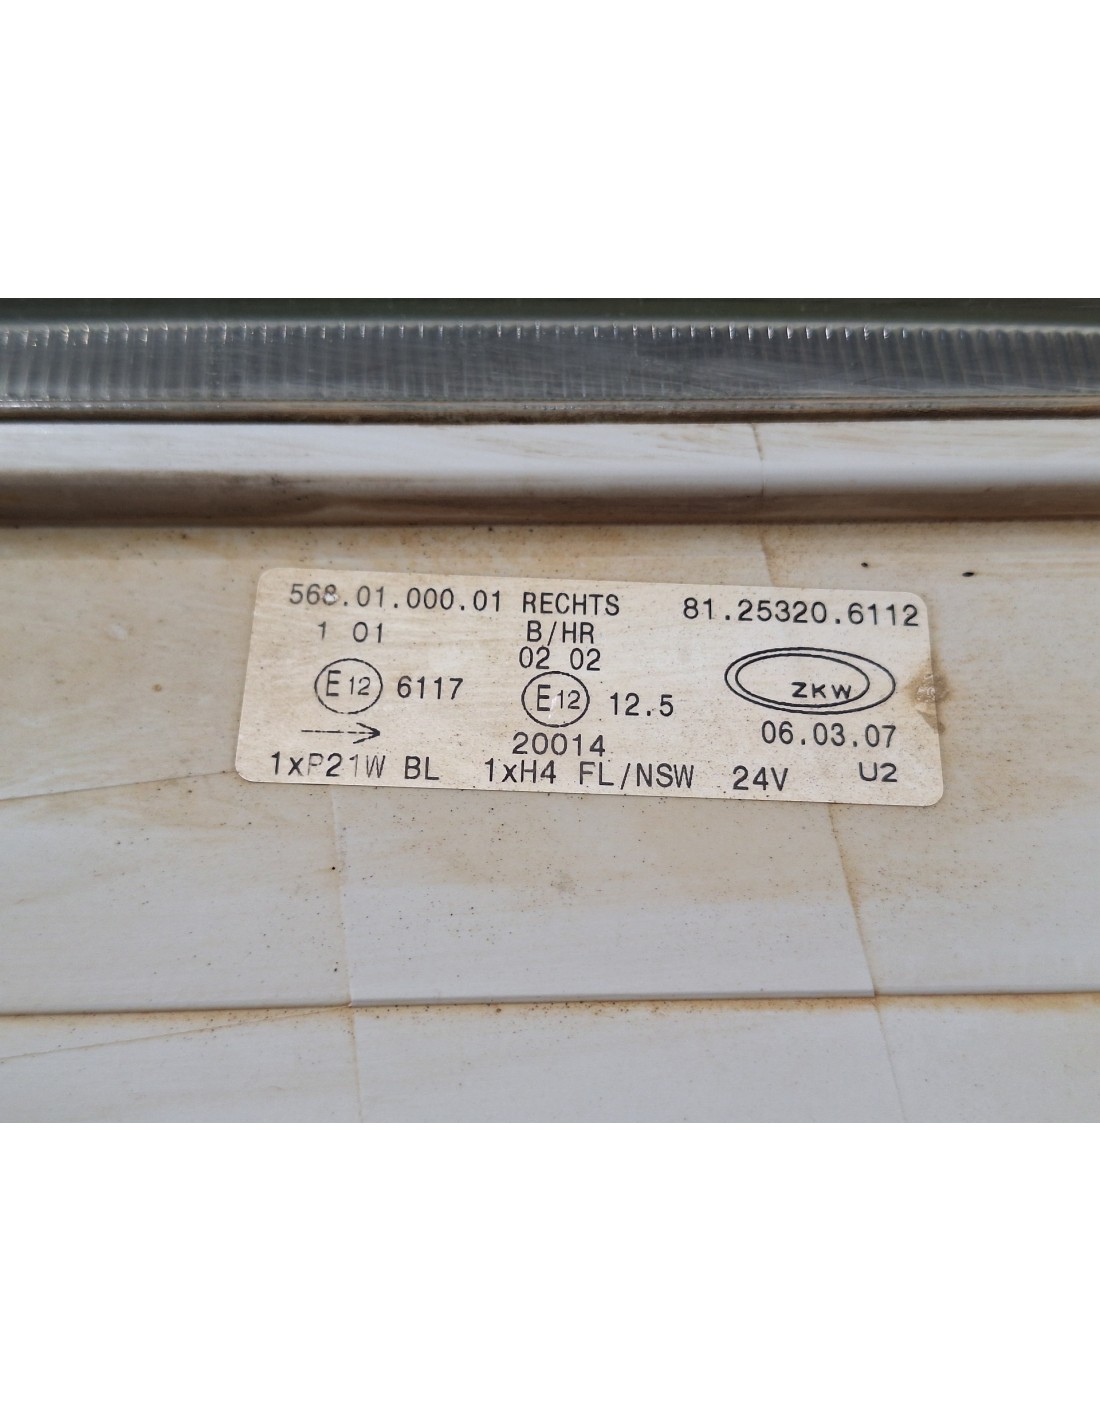 568.01.000.01 RECHTS 81.25320.6112
1 01 B/HR
02 02
E12 6117 E12 12.5 ZKW
20014 06.03.07
1xP21W BL 1xH4 FL/NSW 24V U2